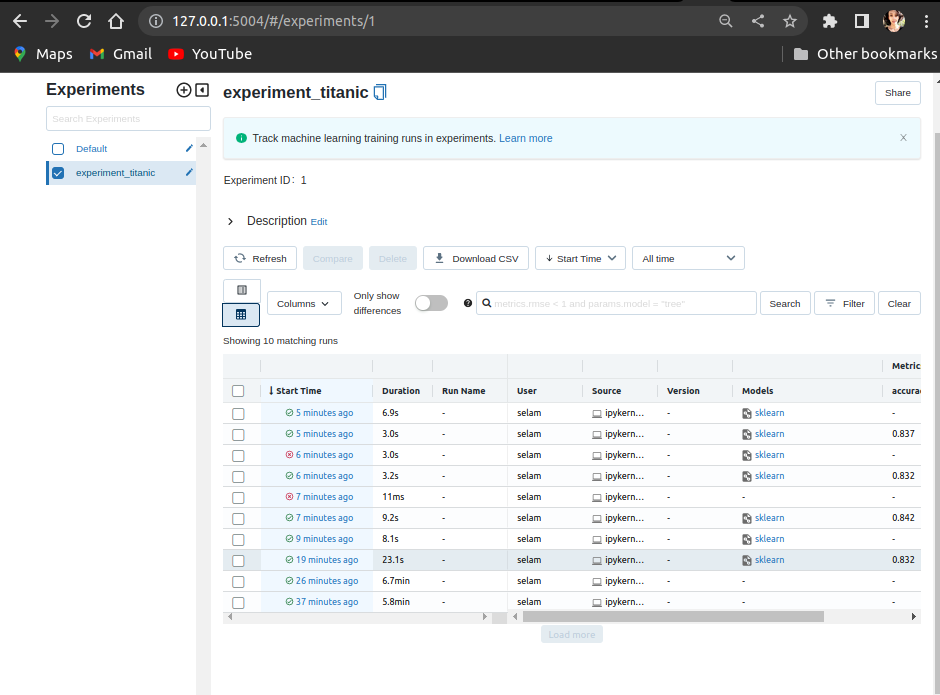 127.0.0.1:5004/#/experiments/1
Maps Gmail YouTube Other bookmarks
Experiments
Search Experiments
Default
experiment_titanic
experiment_titanic
Share
Track machine learning training runs in experiments. Learn more
Experiment ID: 1
Description Edit
Refresh Compare Delete Download CSV Start Time All time
Columns
Only show
differences
metrics.rmse < 1 and params.model = "tree"
Search Filter Clear
Showing 10 matching runs
Metric
Start Time Duration Run Name User Source Version Models accura
5 minutes ago 6.9s - selam ipykern... - sklearn -
5 minutes ago 3.0s - selam ipykern... - sklearn 0.837
6 minutes ago 3.0s - selam ipykern... - sklearn -
6 minutes ago 3.2s - selam ipykern... - sklearn 0.832
7 minutes ago 11ms - selam ipykern... - - -
7 minutes ago 9.2s - selam ipykern... - sklearn 0.842
9 minutes ago 8.1s - selam ipykern... - sklearn -
19 minutes ago 23.1s - selam ipykern... - sklearn 0.832
26 minutes ago 6.7min - selam ipykern... - - -
37 minutes ago 5.8min - selam ipykern... - - -
Load more